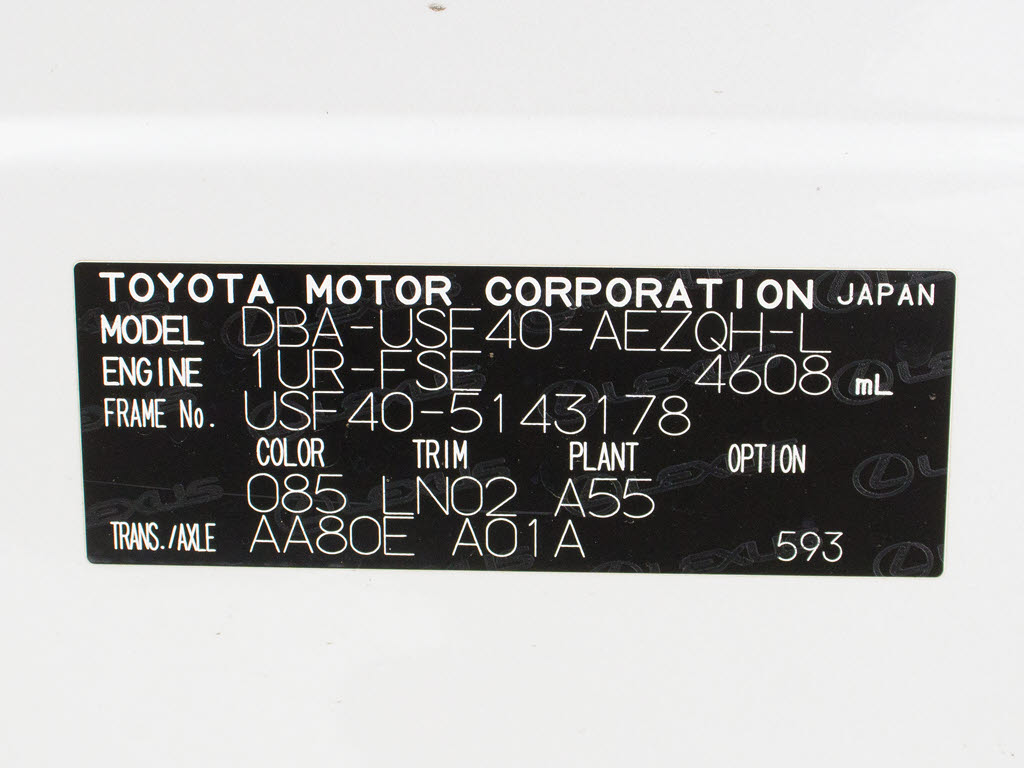 TOYOTA MOTOR CORPORATION JAPAN
MODEL DBA-USF40-AEZQH-L
ENGINE 1UR-FSE 4608 mL
FRAME No. USF40-5143178
COLOR TRIM PLANT OPTION
085 LN02 A55
TRANS./AXLE AA80E A01A 593
LEXUS